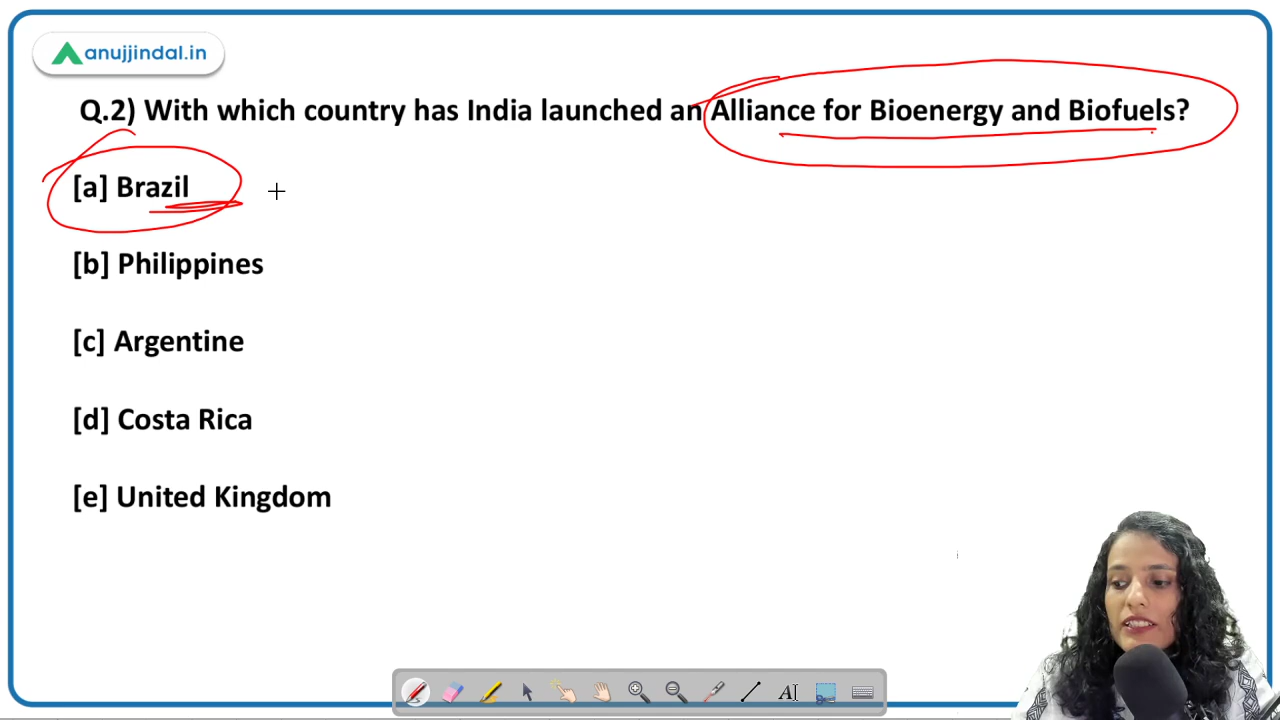 anujjindal.in
Q.2) With which country has India launched an Alliance for Bioenergy and Biofuels?
[a] Brazil
[b] Philippines
[c] Argentine
[d] Costa Rica
[e] United Kingdom